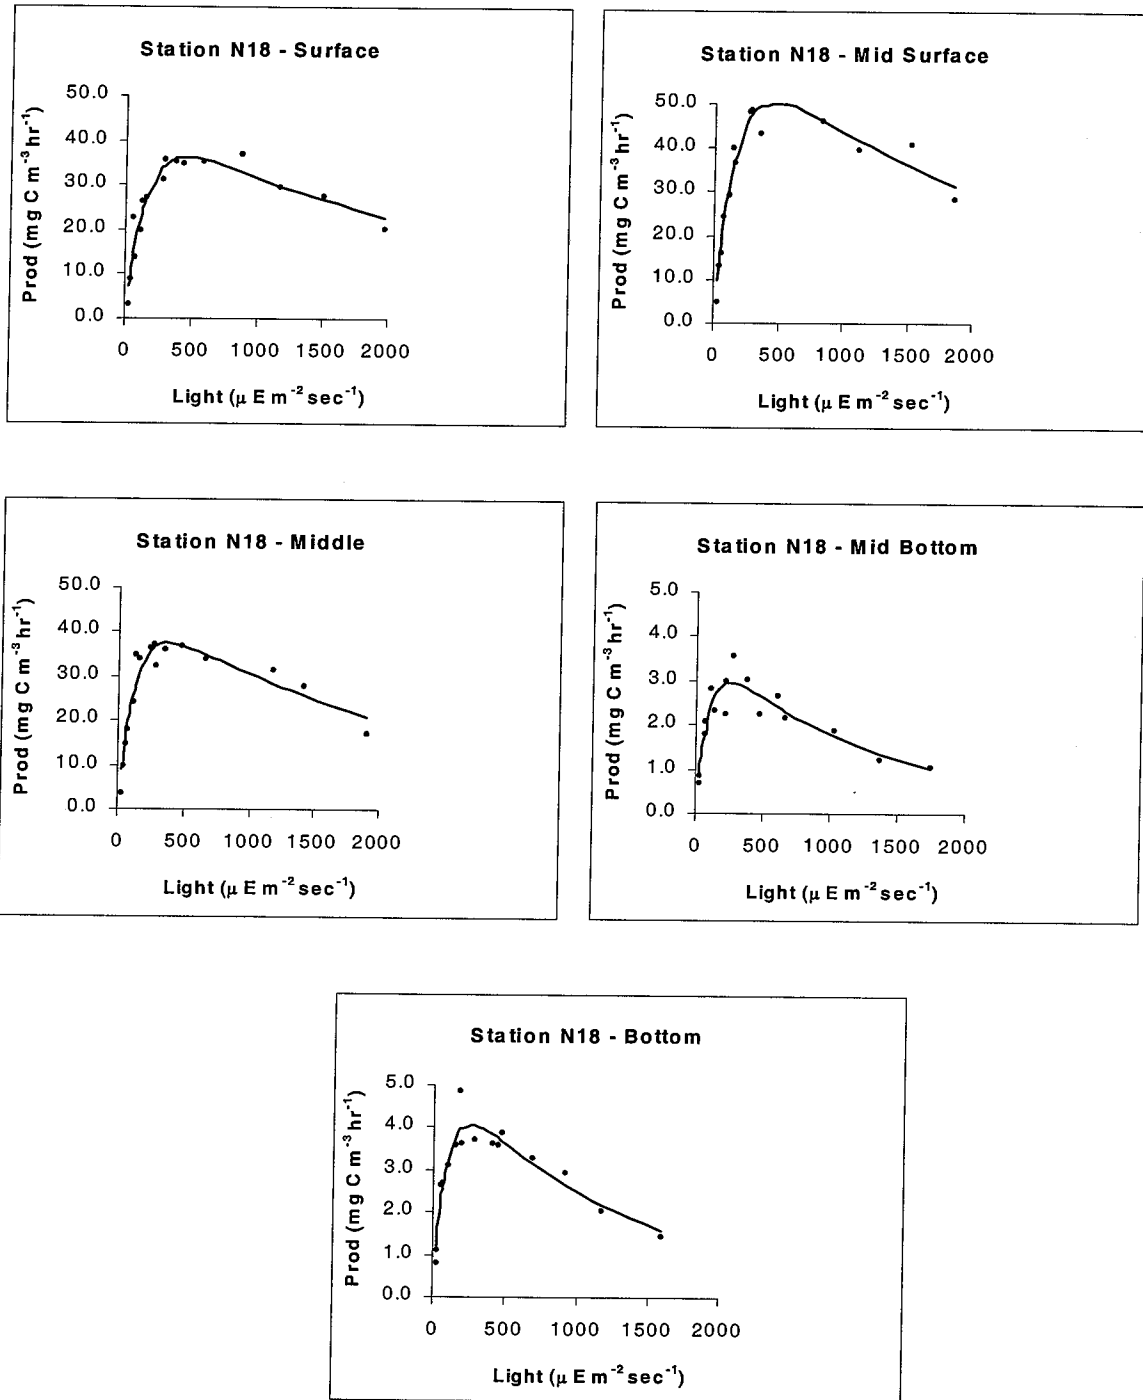 Station N18 - Surface
Prod (mg C m⁻³ hr⁻¹)
50.0
40.0
30.0
20.0
10.0
0.0
0 500 1000 1500 2000
Light (μ E m⁻² sec⁻¹)
Station N18 - Mid Surface
Prod (mg C m⁻³ hr⁻¹)
50.0
40.0
30.0
20.0
10.0
0.0
0 500 1000 1500 2000
Light (μ E m⁻² sec⁻¹)
Station N18 - Middle
Prod (mg C m⁻³ hr⁻¹)
50.0
40.0
30.0
20.0
10.0
0.0
0 500 1000 1500 2000
Light (μ E m⁻² sec⁻¹)
Station N18 - Mid Bottom
Prod (mg C m⁻³ hr⁻¹)
5.0
4.0
3.0
2.0
1.0
0.0
0 500 1000 1500 2000
Light (μ E m⁻² sec⁻¹)
Station N18 - Bottom
Prod (mg C m⁻³ hr⁻¹)
5.0
4.0
3.0
2.0
1.0
0.0
0 500 1000 1500 2000
Light (μ E m⁻² sec⁻¹)